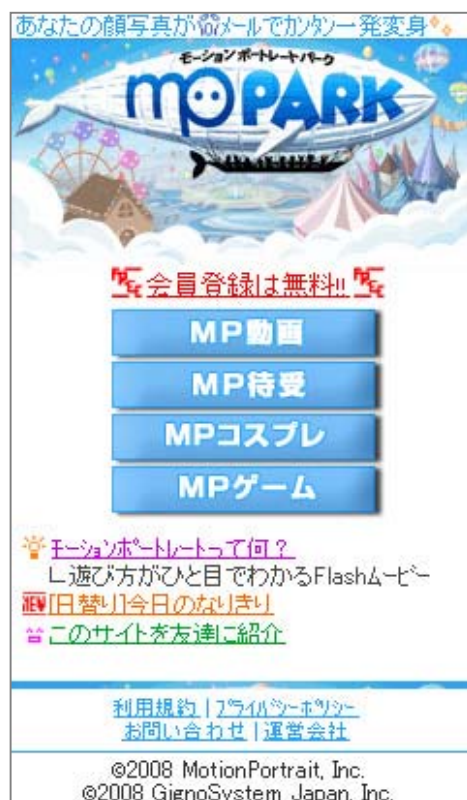 あなたの顔写真がﾒｰﾙでｶﾝﾀﾝ一発変身
モーションポートレートパーク
mp PARK
FREE 会員登録は無料!! FREE
MP動画
MP待受
MPコスプレ
MPゲーム
ﾓｰｼｮﾝﾎﾟｰﾄﾚｰﾄって何？
∟遊び方がひと目でわかるFlashﾑｰﾋﾞｰ
NEW[日替り]今日のなりきり
このサイトを友達に紹介
利用規約|ﾌﾟﾗｲﾊﾞｼｰﾎﾟﾘｼｰ
お問い合わせ|運営会社
©2008 MotionPortrait, Inc.
©2008 GignoSystem Japan, Inc.